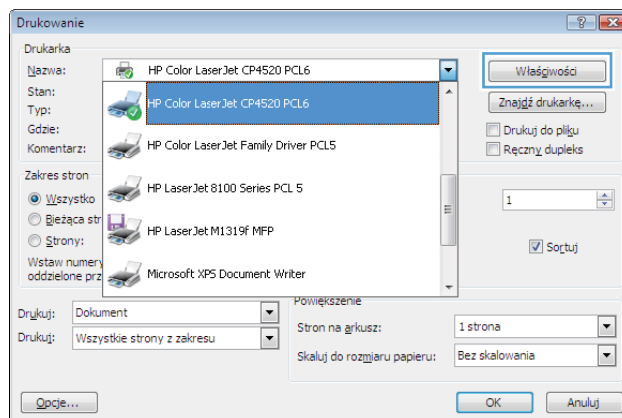 Drukowanie
Drukarka
Nazwa: HP Color LaserJet CP4520 PCL6 Właściwości
Stan:
HP Color LaserJet CP4520 PCL6 Znajdź drukarkę...
Typ:
Gdzie: Drukuj do pliku
Komentarz: HP Color LaserJet Family Driver PCL5 Ręczny dupleks
Zakres stron
HP LaserJet 8100 Series PCL 5
Wszystko 1
Bieżąca str
HP LaserJet M1319f MFP
Strony: Sortuj
Wstaw numery
oddzielone prz Microsoft XPS Document Writer
Powiększenie
Drukuj: Dokument
Stron na arkusz: 1 strona
Drukuj: Wszystkie strony z zakresu
Skaluj do rozmiaru papieru: Bez skalowania
Opcje... OK Anuluj